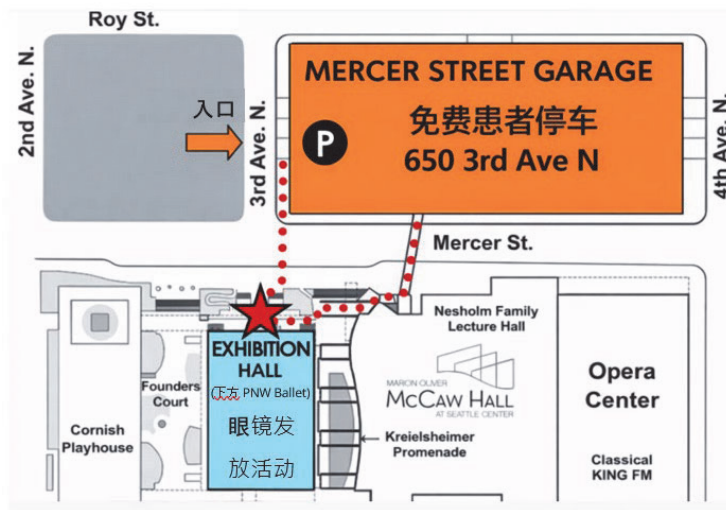 Roy St.
2nd Ave. N.
入口
3rd Ave. N.
MERCER STREET GARAGE
免费患者停车
P
650 3rd Ave N
4th Ave. N.
Mercer St.
Nesholm Family
Lecture Hall
EXHIBITION
HALL
(下方 PNW Ballet)
眼镜发
放活动
Founders
Court
Cornish
Playhouse
MARION OLIVER
McCAW HALL
AT SEATTLE CENTER
Kreielsheimer
Promenade
Opera
Center
Classical
KING FM